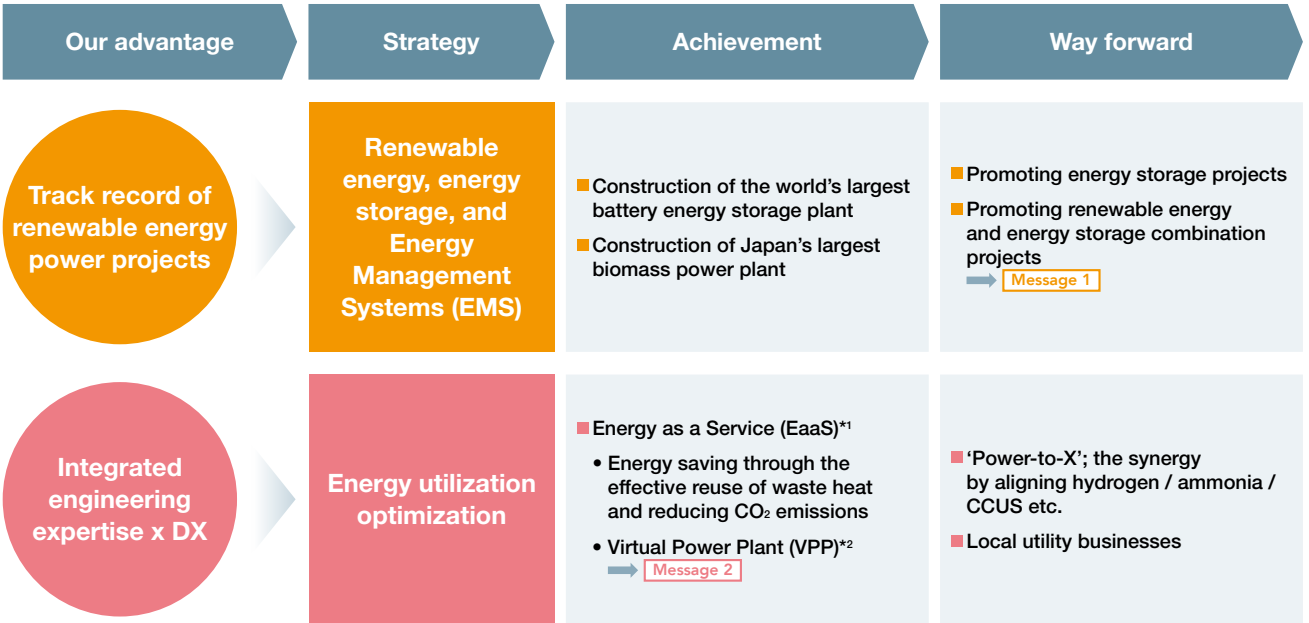 Our advantage
Strategy
Achievement
Way forward
Track record of
renewable energy
power projects
Renewable
energy, energy
storage, and
Energy
Management
Systems (EMS)
Construction of the world’s largest
battery energy storage plant
Construction of Japan’s largest
biomass power plant
Promoting energy storage projects
Promoting renewable energy
and energy storage combination
projects
Message 1
Integrated
engineering
expertise x DX
Energy utilization
optimization
Energy as a Service (EaaS)*1
• Energy saving through the
effective reuse of waste heat
and reducing CO₂ emissions
• Virtual Power Plant (VPP)*2
Message 2
‘Power-to-X’; the synergy
by aligning hydrogen / ammonia /
CCUS etc.
Local utility businesses